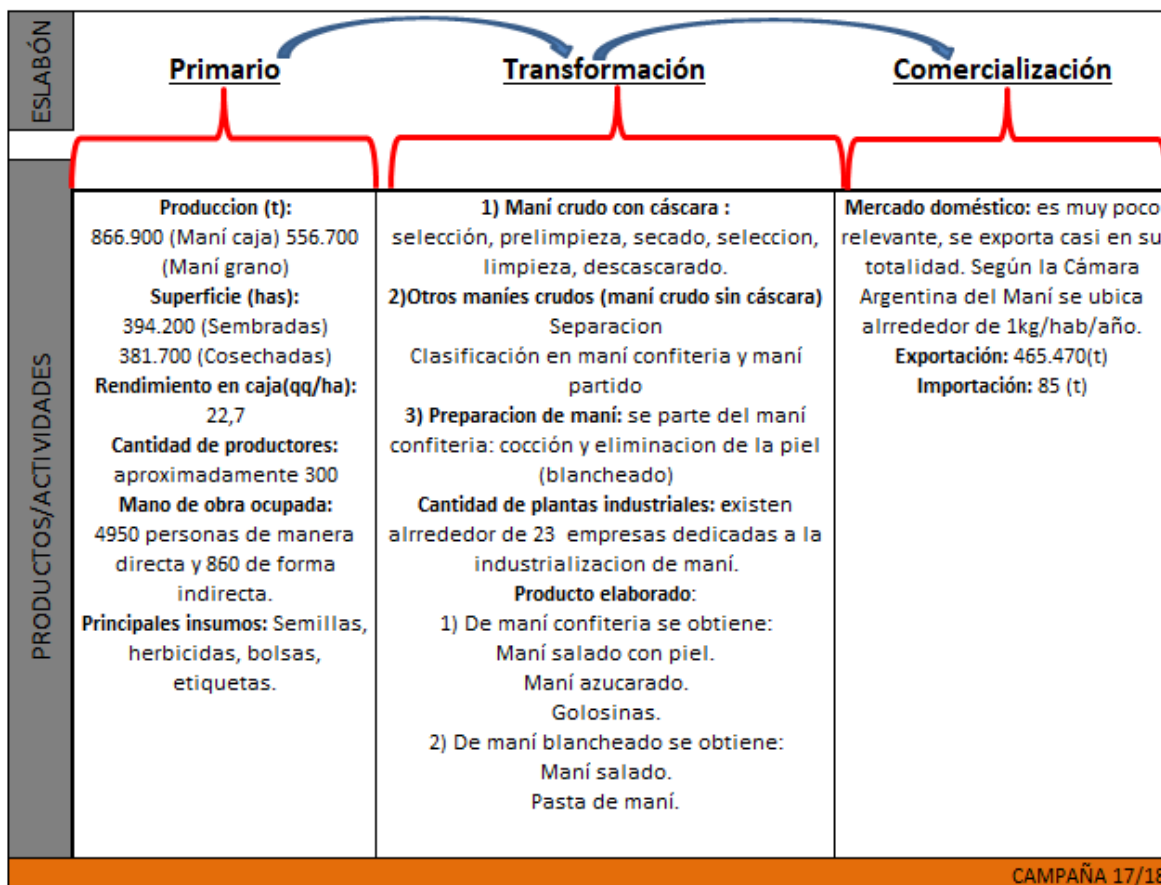 ESLABÓN
Primario
Transformación
Comercialización
PRODUCTOS/ACTIVIDADES
Produccion (t):
866.900 (Maní caja) 556.700
(Maní grano)
Superficie (has):
394.200 (Sembradas)
381.700 (Cosechadas)
Rendimiento en caja(qq/ha):
22,7
Cantidad de productores:
aproximadamente 300
Mano de obra ocupada:
4950 personas de manera
directa y 860 de forma
indirecta.
Principales insumos: Semillas,
herbicidas, bolsas,
etiquetas.
1) Maní crudo con cáscara :
selección, prelimpieza, secado, seleccion,
limpieza, descascarado.
2)Otros maníes crudos (maní crudo sin cáscara)
Separacion
Clasificación en maní confiteria y maní
partido
3) Preparacion de maní: se parte del maní
confiteria: cocción y eliminacion de la piel
(blancheado)
Cantidad de plantas industriales: existen
alrrededor de 23 empresas dedicadas a la
industrializacion de maní.
Producto elaborado:
1) De maní confiteria se obtiene:
Maní salado con piel.
Maní azucarado.
Golosinas.
2) De maní blancheado se obtiene:
Maní salado.
Pasta de maní.
Mercado doméstico: es muy poco
relevante, se exporta casi en su
totalidad. Según la Cámara
Argentina del Maní se ubica
alrrededor de 1kg/hab/año.
Exportación: 465.470(t)
Importación: 85 (t)
CAMPAÑA 17/18